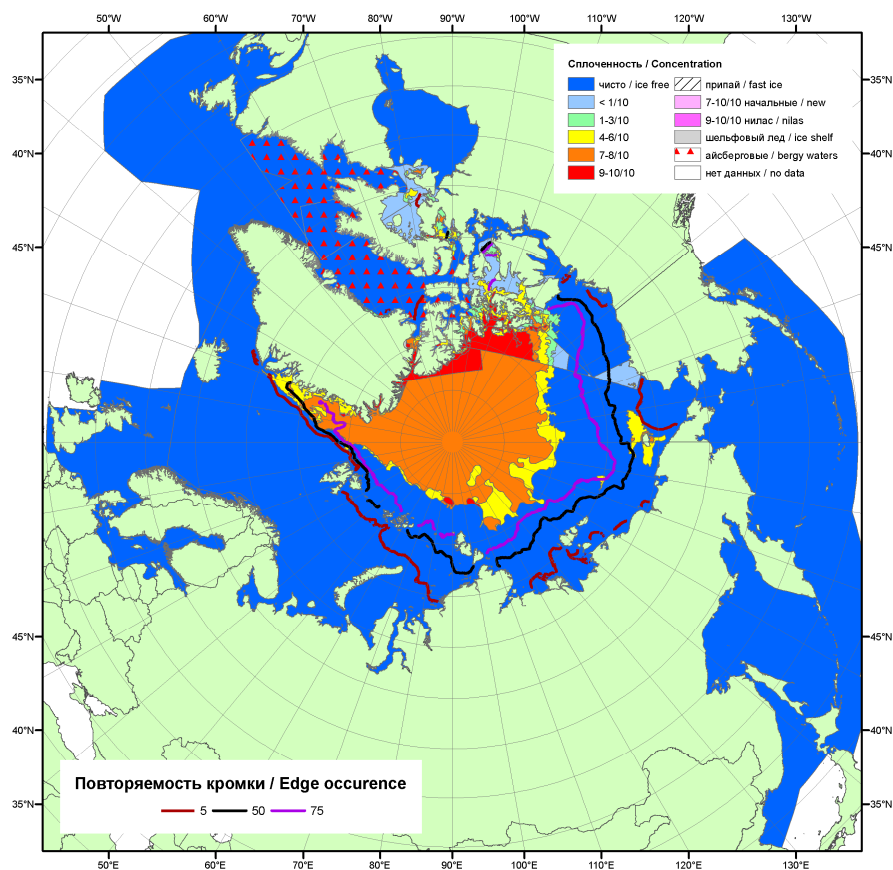 50°W 60°W 70°W 80°W 90°W 100°W 110°W 120°W 130°W
35°N 35°N
40°N 40°N
45°N 45°N
Сплоченность / Concentration
чисто / ice free припай / fast ice
< 1/10 7-10/10 начальные / new
1-3/10 9-10/10 нилас / nilas
4-6/10 шельфовый лед / ice shelf
7-8/10 айсберговые / bergy waters
9-10/10 нет данных / no data
45°N 45°N
40°N 40°N
35°N 35°N
Повторяемость кромки / Edge occurence
5 50 75
50°E 60°E 70°E 80°E 90°E 100°E 110°E 120°E 130°E